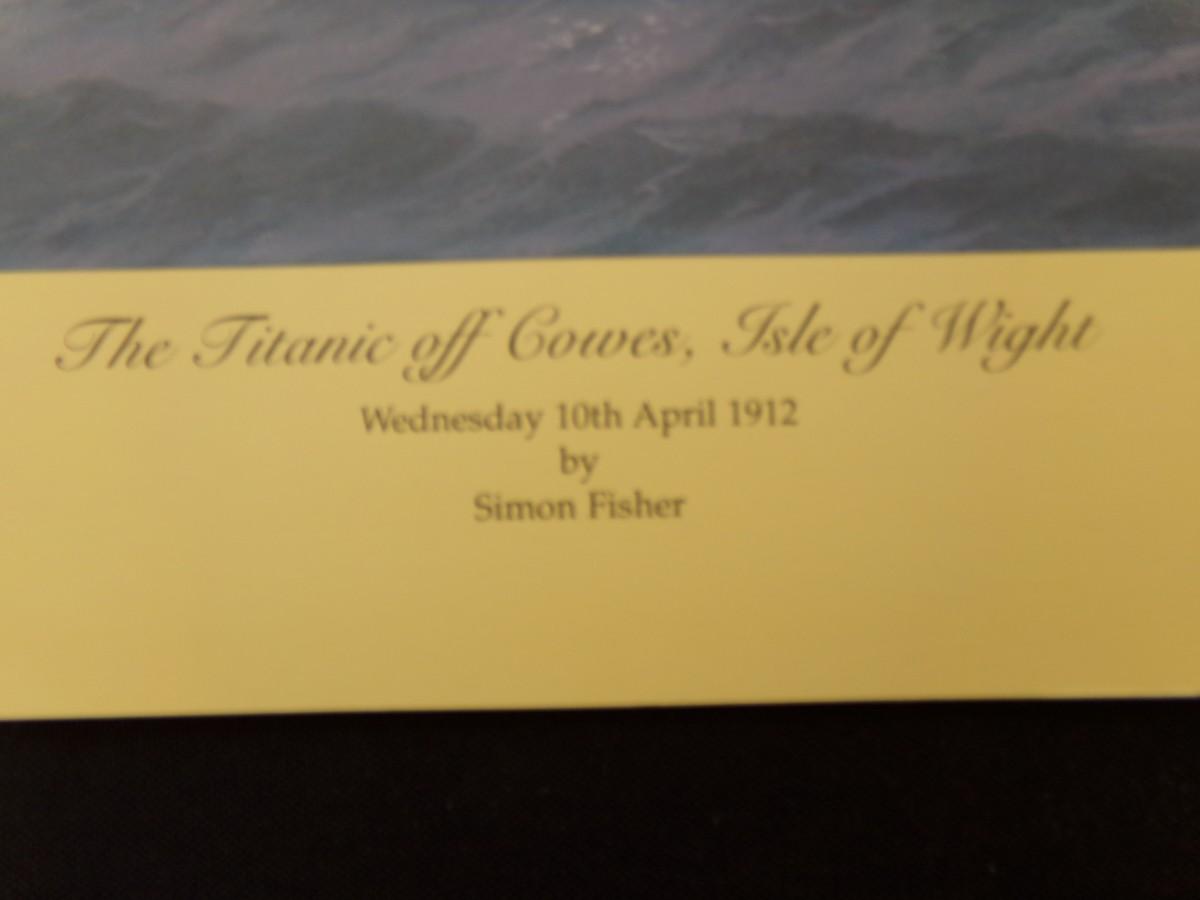 The Titanic off Cowes, Isle of Wight
Wednesday 10th April 1912
by
Simon Fisher